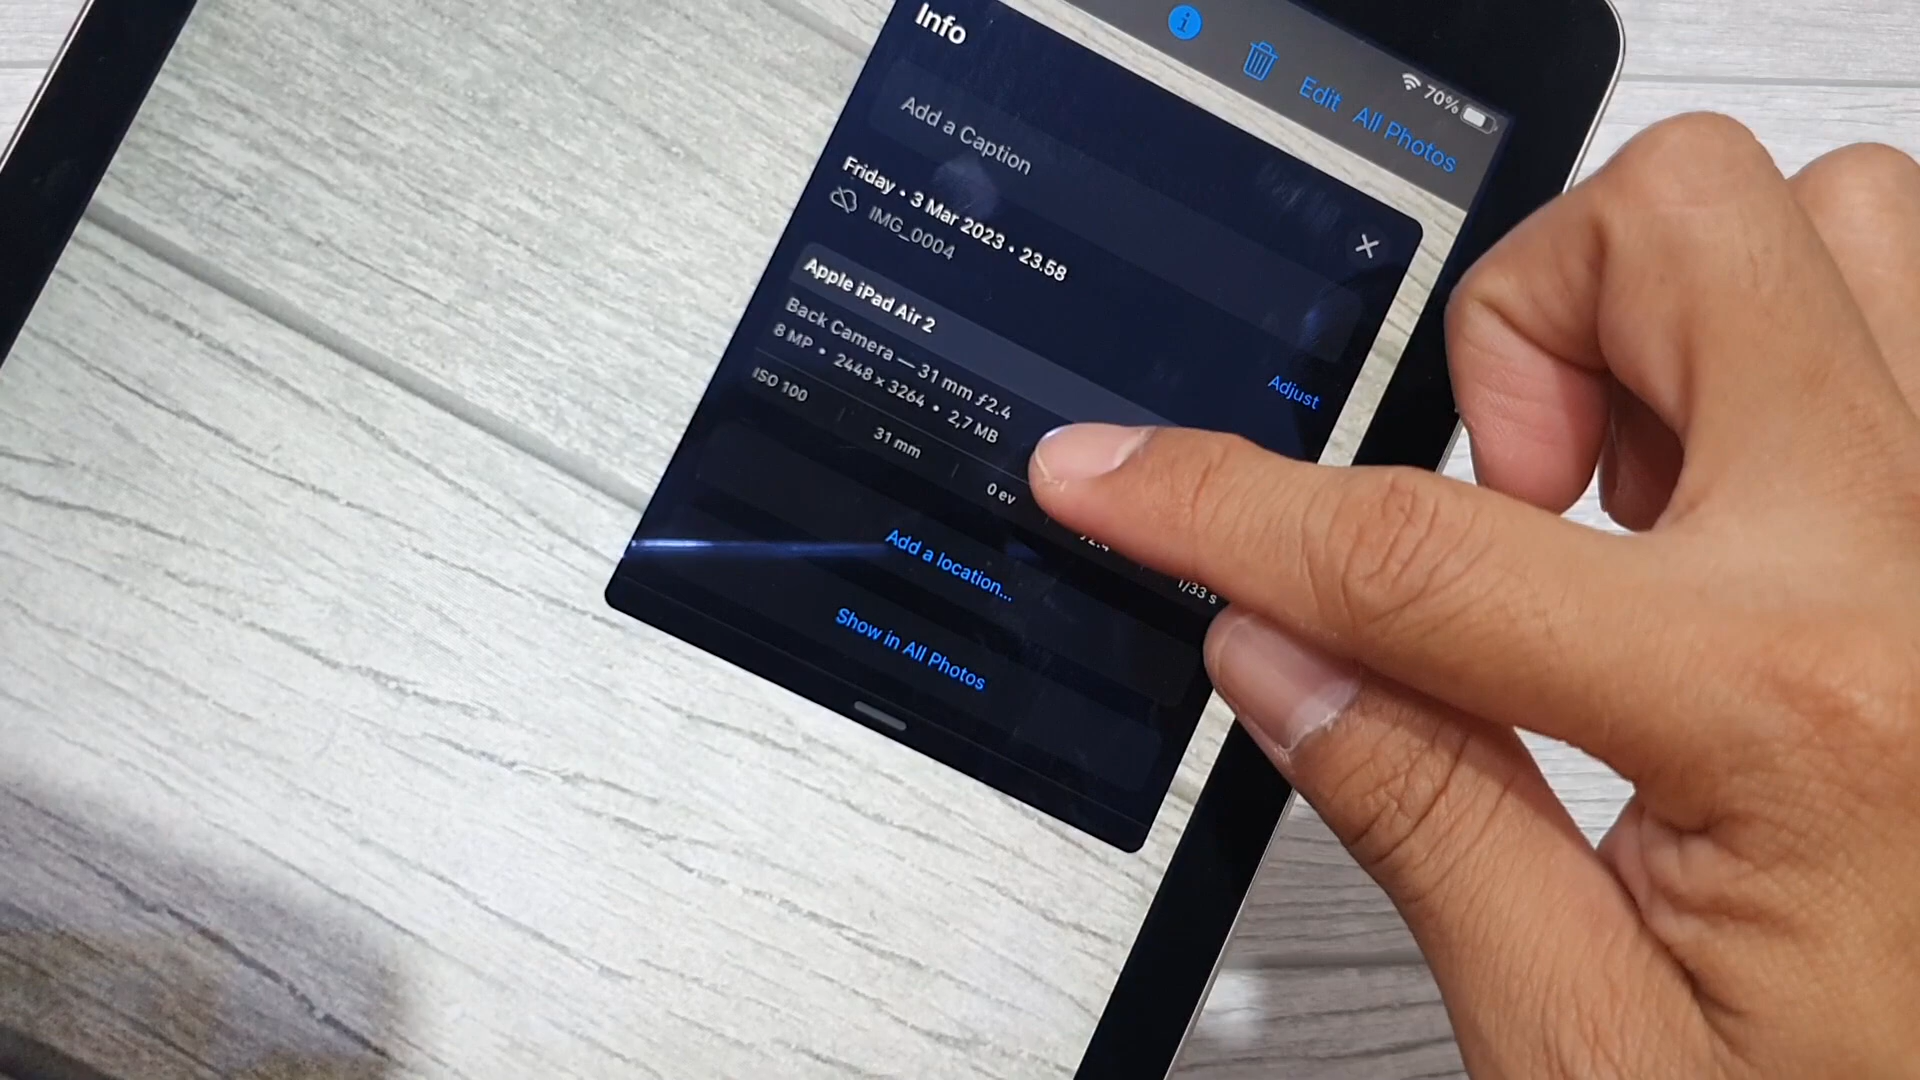 70%
Edit All Photos
Info
Add a Caption
Friday • 3 Mar 2023 • 23.58
IMG_0004
Adjust
Apple iPad Air 2
Back Camera — 31 mm ƒ2.4
8 MP • 2448 x 3264 • 2,7 MB
ISO 100
31 mm
0 ev
1/33 s
Add a location...
Show in All Photos